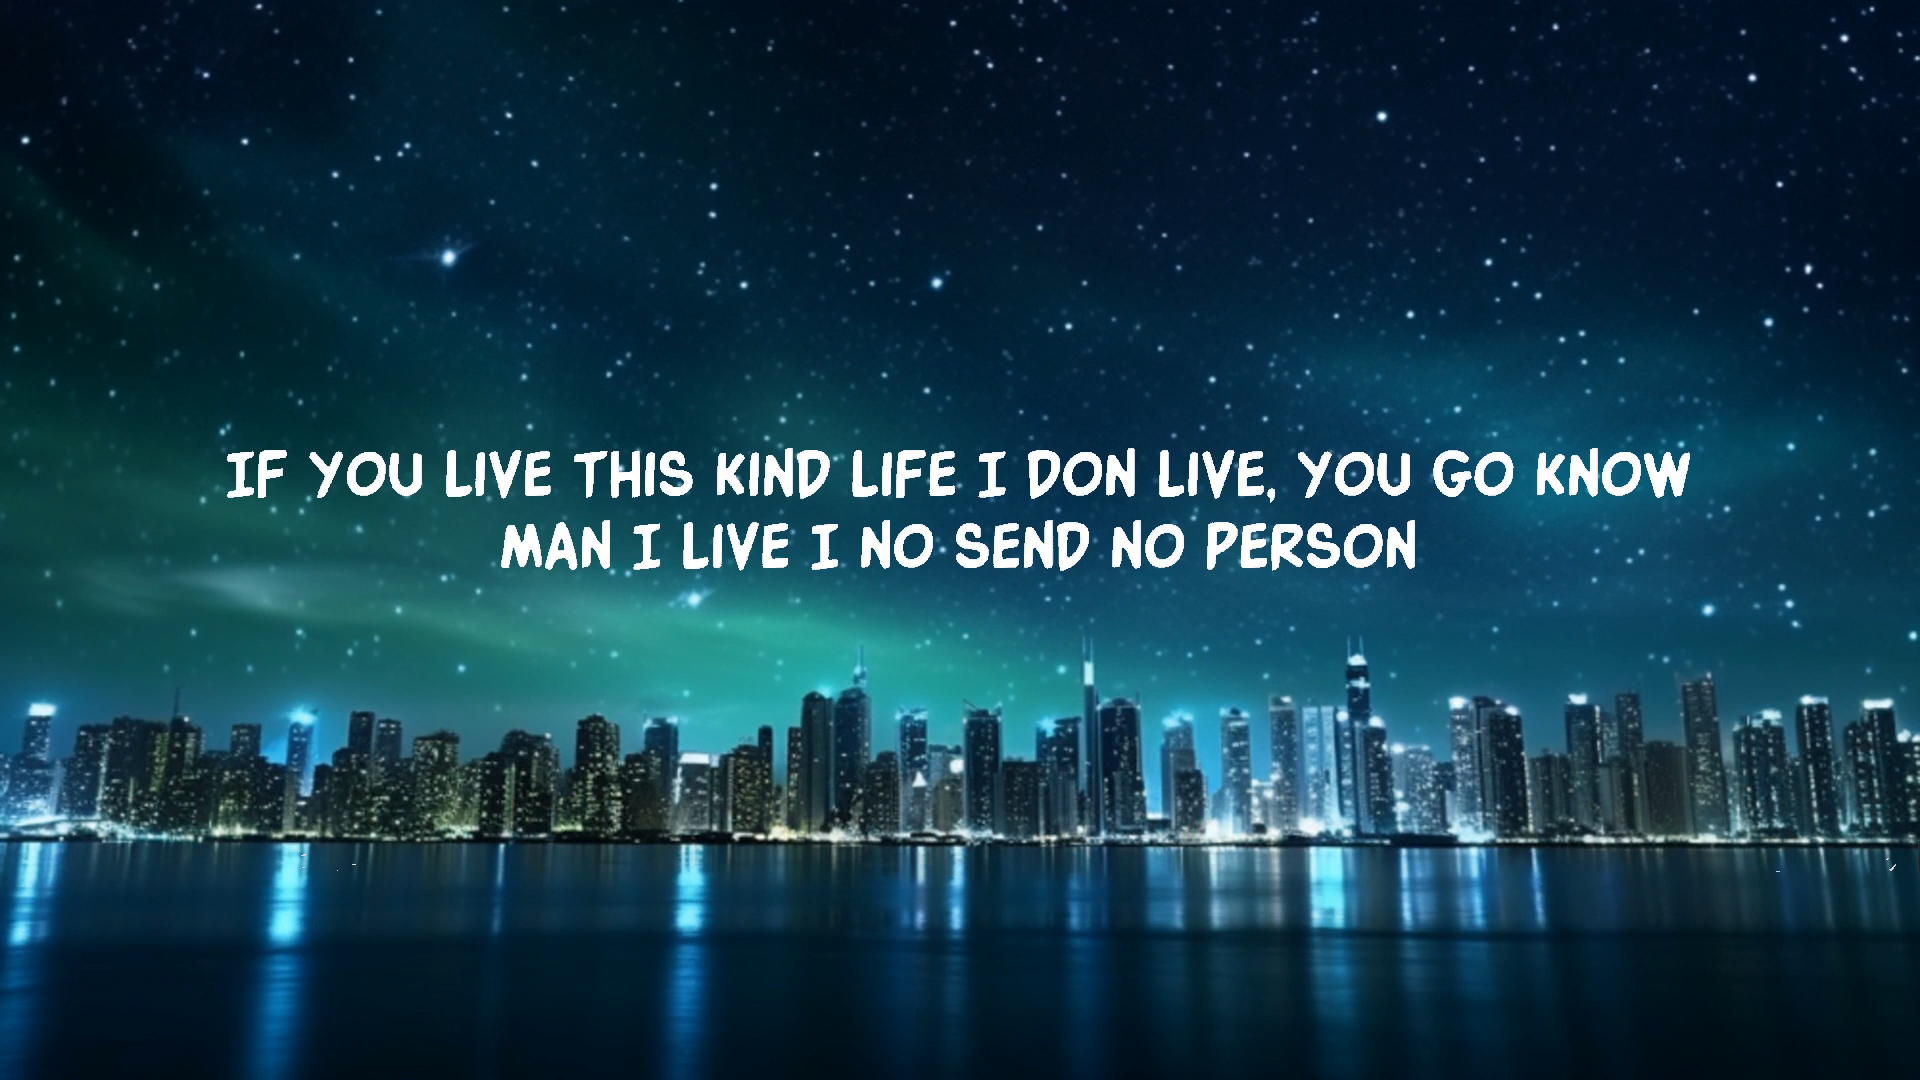 IF YOU LIVE THIS KIND LIFE I DON LIVE, YOU GO KNOW
MAN I LIVE I NO SEND NO PERSON